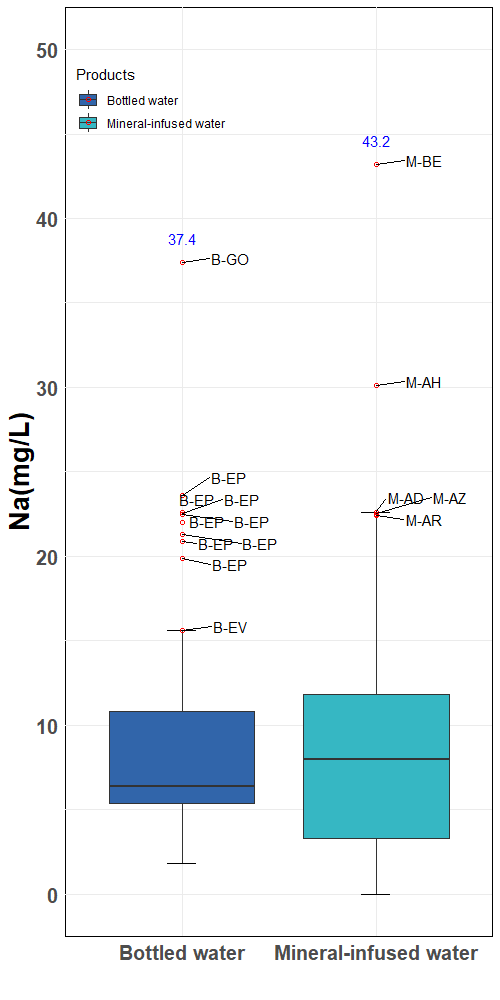 50
Products
Bottled water
Mineral-infused water
43.2
M-BE
40
37.4
B-GO
M-AH
30
B-EP
B-EP B-EP
M-AD M-AZ
B-EP B-EP
M-AR
B-EP B-EP
20
B-EP
B-EV
10
0
Na(mg/L)
Bottled water Mineral-infused water